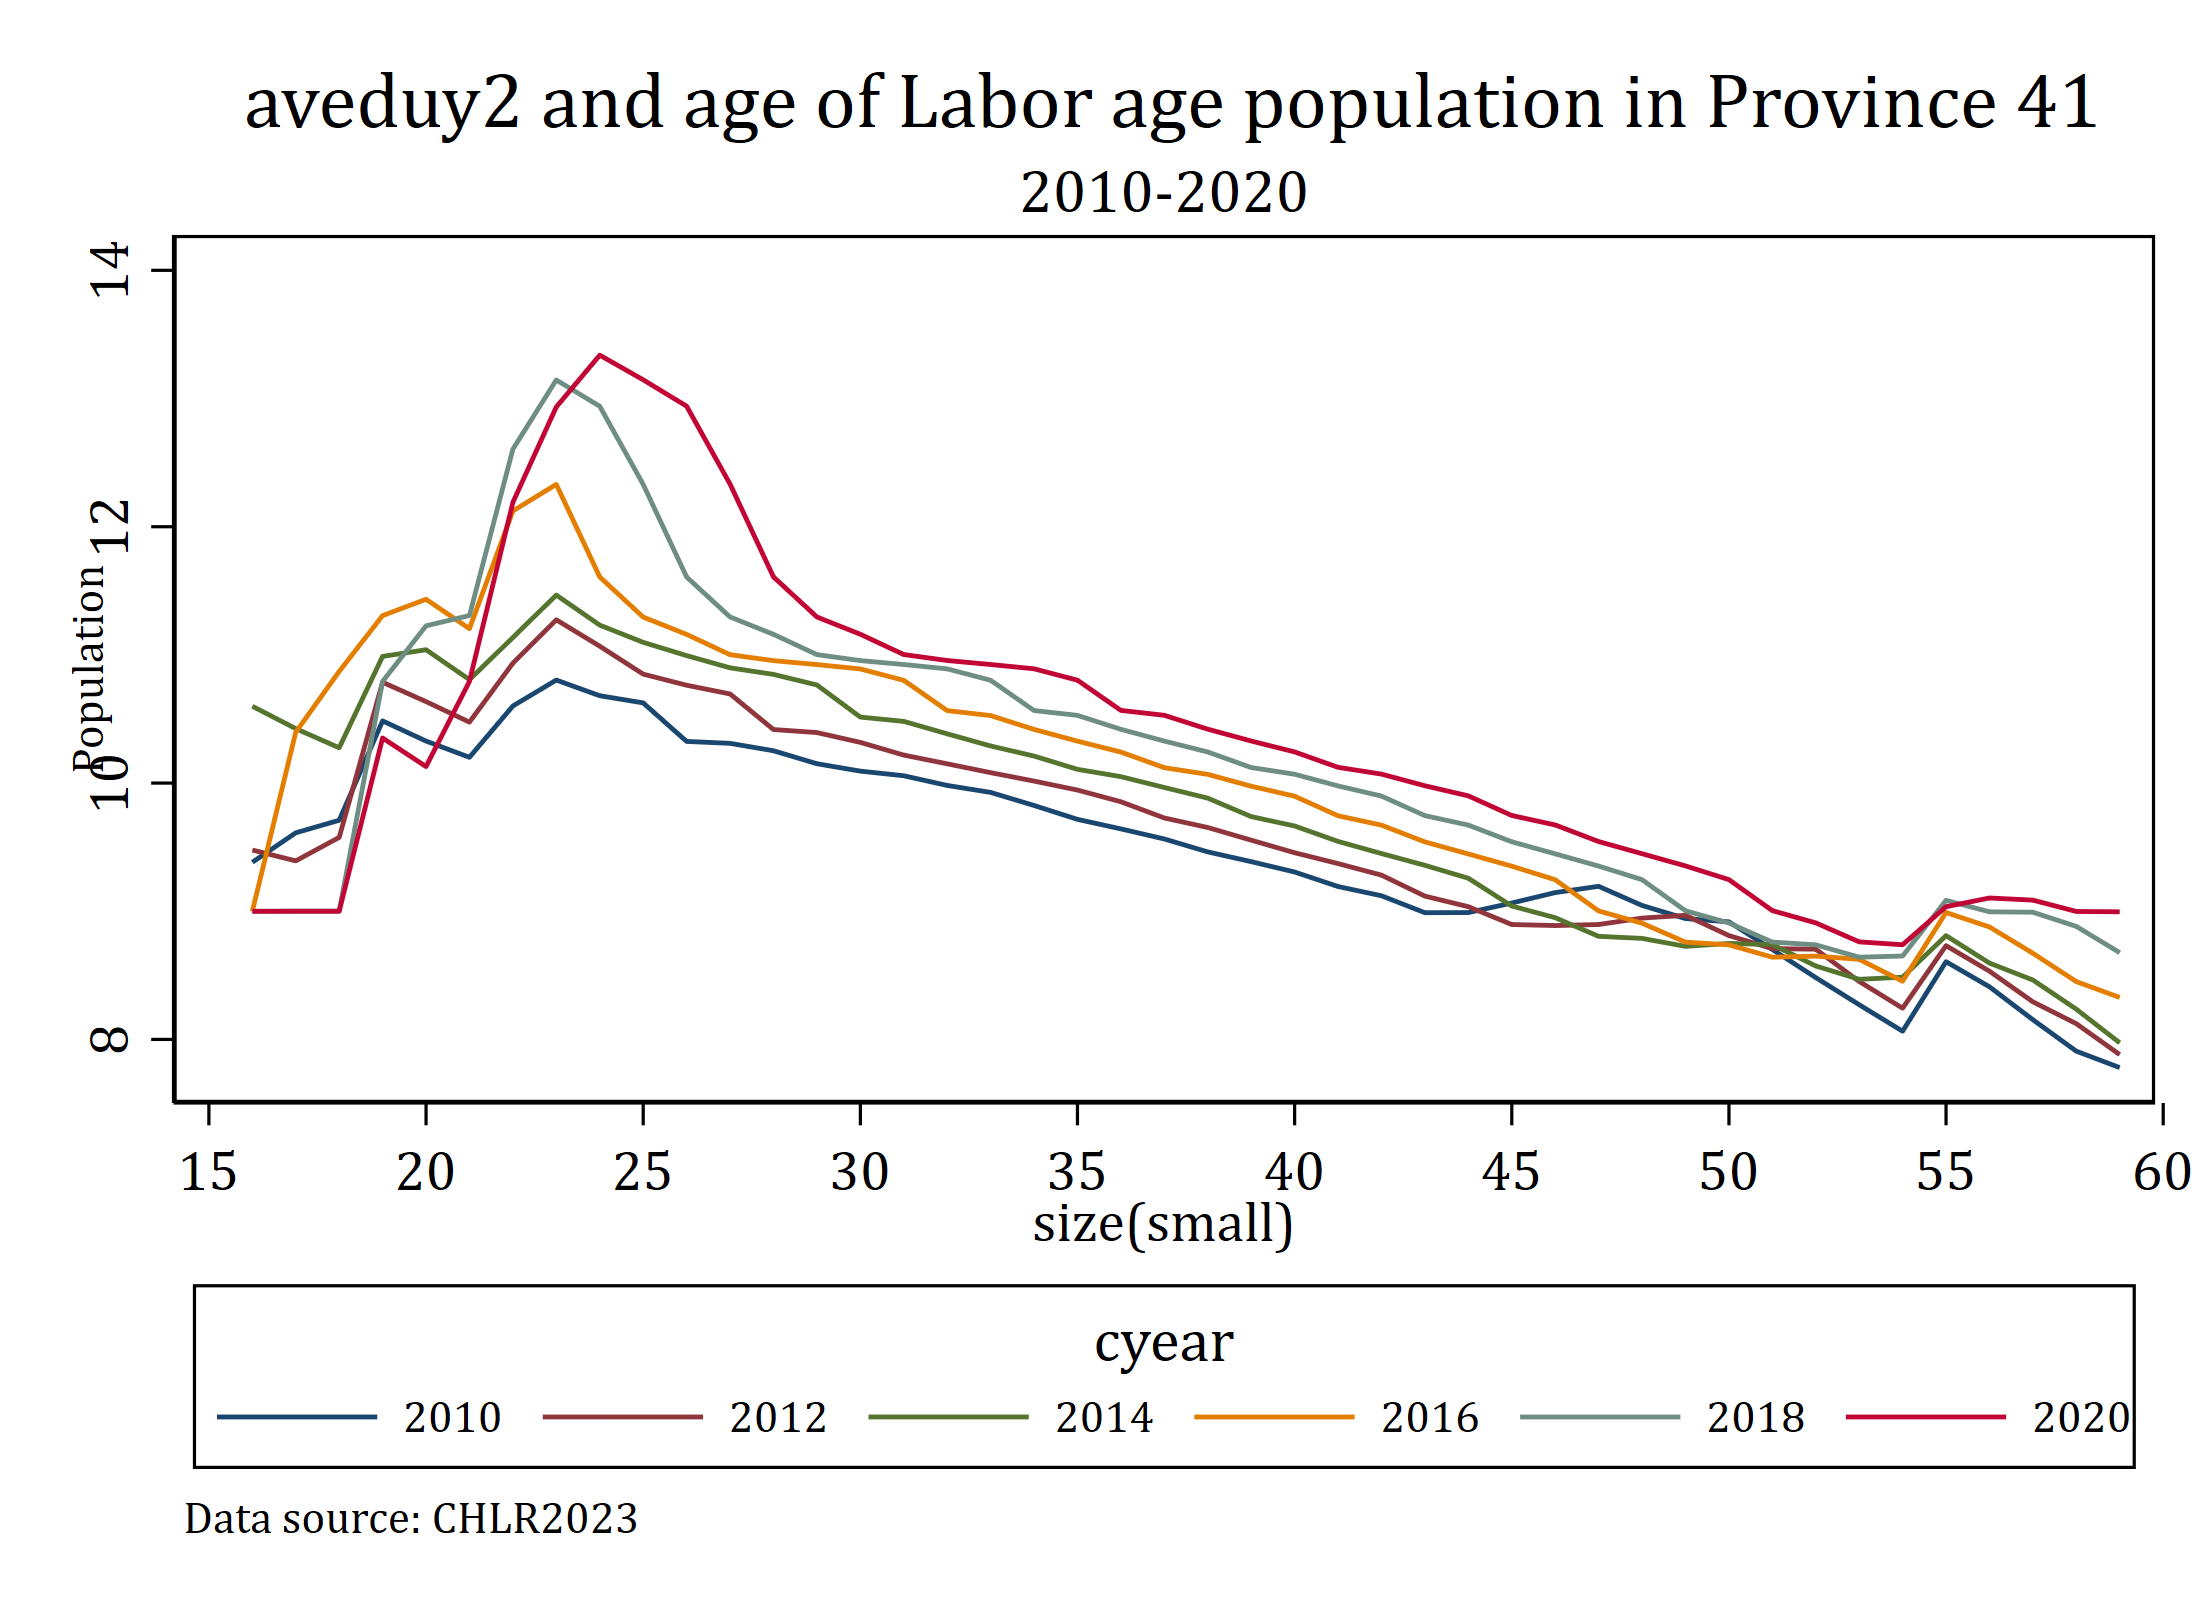 aveduy2 and age of Labor age population in Province 41
2010-2020
Population
14
12
10
8
15 20 25 30 35 40 45 50 55 60
size(small)
cyear
2010 2012 2014 2016 2018 2020
Data source: CHLR2023